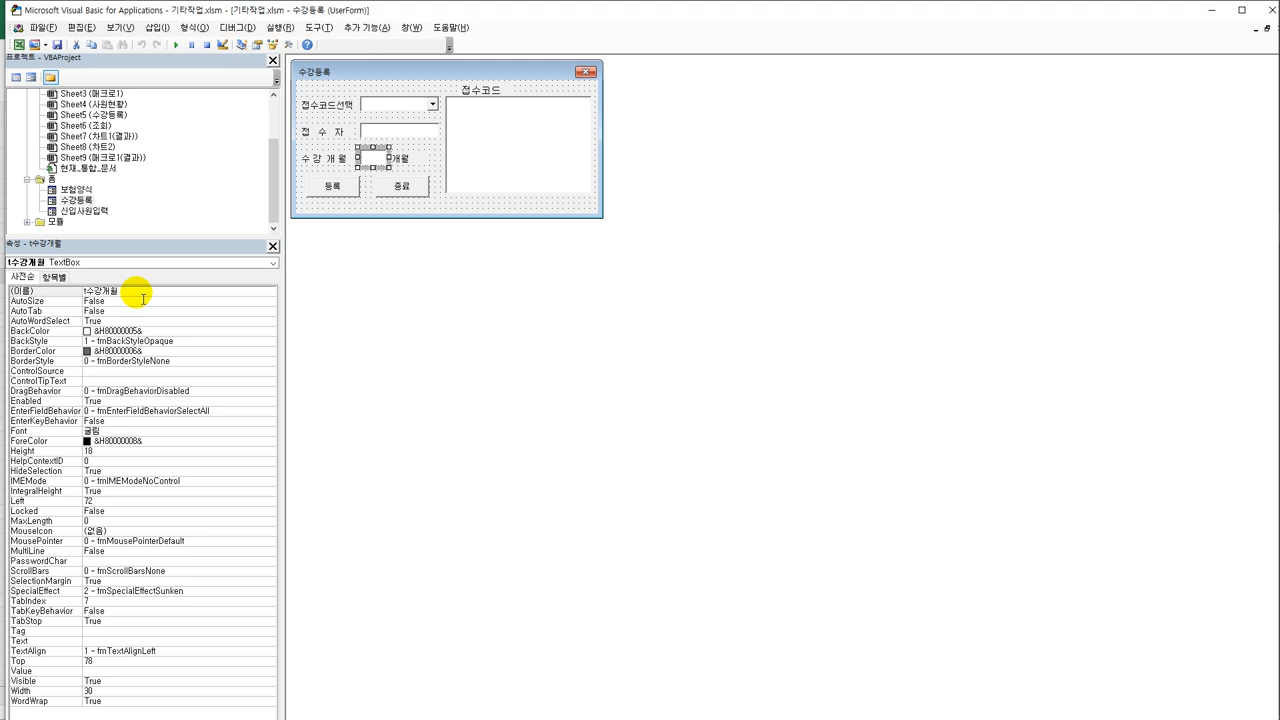 Microsoft Visual Basic for Applications - 기타작업.xlsm - [기타작업.xlsm - 수강등록 (UserForm)]
파일(F) 편집(E) 보기(V) 삽입(I) 형식(O) 디버그(D) 실행(R) 도구(T) 추가 기능(A) 창(W) 도움말(H)
프로젝트 - VBAProject
Sheet3 (매크로1)
Sheet4 (사원현황)
Sheet5 (수강등록)
Sheet6 (조회)
Sheet7 (차트1(결과))
Sheet8 (차트2)
Sheet9 (매크로1(결과))
현재_통합_문서
폼
보험양식
수강등록
신입사원입력
모듈
속성 - t수강개월
t수강개월 TextBox
사전순 항목별
(이름) t수강개월
AutoSize False
AutoTab False
AutoWordSelect True
BackColor &H80000005&
BackStyle 1 - fmBackStyleOpaque
BorderColor &H80000006&
BorderStyle 0 - fmBorderStyleNone
ControlSource
ControlTipText
DragBehavior 0 - fmDragBehaviorDisabled
Enabled True
EnterFieldBehavior 0 - fmEnterFieldBehaviorSelectAll
EnterKeyBehavior False
Font 굴림
ForeColor &H80000008&
Height 18
HelpContextID 0
HideSelection True
IMEMode 0 - fmIMEModeNoControl
IntegralHeight True
Left 72
Locked False
MaxLength 0
MouseIcon (없음)
MousePointer 0 - fmMousePointerDefault
MultiLine False
PasswordChar
ScrollBars 0 - fmScrollBarsNone
SelectionMargin True
SpecialEffect 2 - fmSpecialEffectSunken
TabIndex 7
TabKeyBehavior False
TabStop True
Tag
Text
TextAlign 1 - fmTextAlignLeft
Top 78
Value
Visible True
Width 30
WordWrap True
수강등록
접수코드
접수코드선택
접 수 자
수 강 개 월 개월
등록 종료